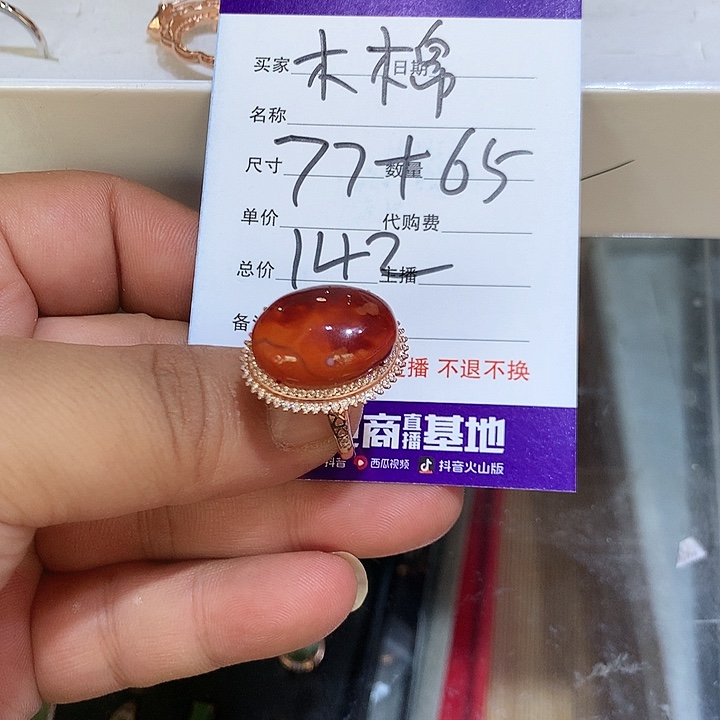 买家 木棉 日期
名称
尺寸 77+65 数量
单价 代购费
总价 142 主播
备
播 不退不换
商直播基地
抖音 西瓜视频 抖音火山版